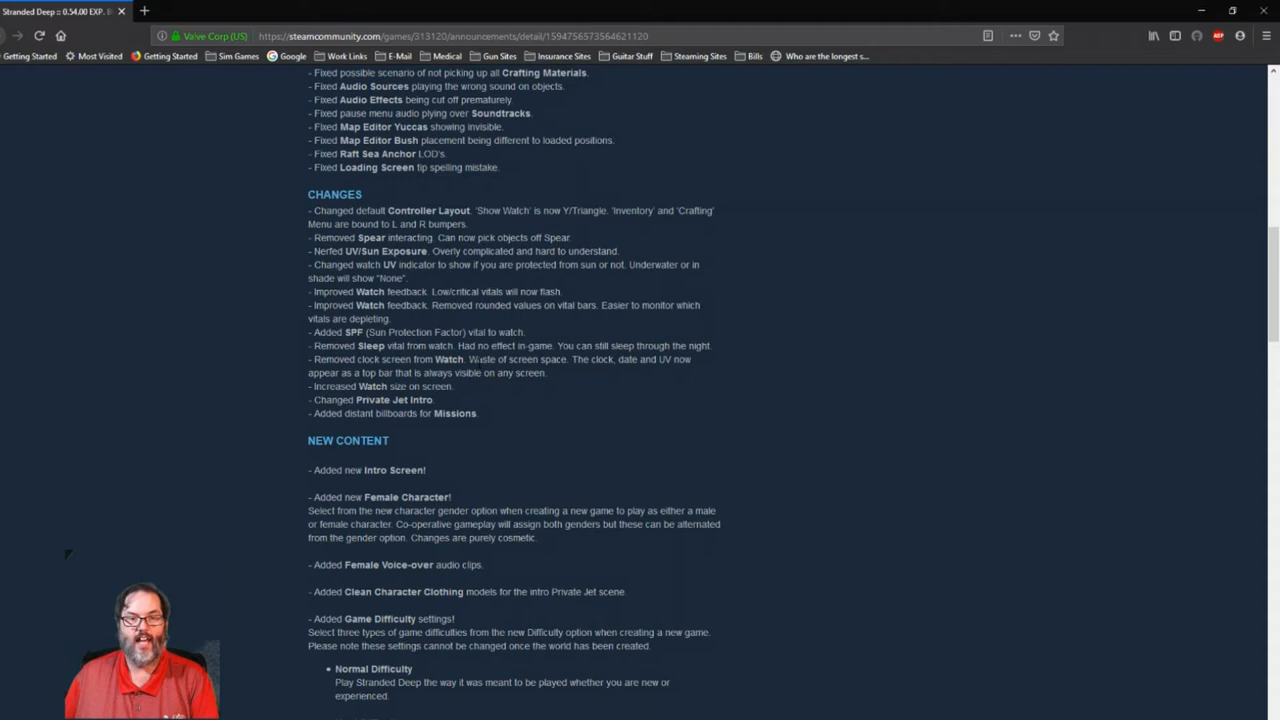 Stranded Deep :: 0.54.00 EXP.
Valve Corp (US)
https://steamcommunity.com/games/313120/announcements/detail/1594756573564621120
Getting Started
Most Visited
Getting Started
Sim Games
Google
Work Links
E-Mail
Medical
Gun Sites
Insurance Sites
Guitar Stuff
Steaming Sites
Bills
Who are the longest s...
- Fixed possible scenario of not picking up all Crafting Materials.
- Fixed Audio Sources playing the wrong sound on objects.
- Fixed Audio Effects being cut off prematurely.
- Fixed pause menu audio plying over Soundtracks.
- Fixed Map Editor Yuccas showing invisible.
- Fixed Map Editor Bush placement being different to loaded positions.
- Fixed Raft Sea Anchor LOD's.
- Fixed Loading Screen tip spelling mistake.
CHANGES
- Changed default Controller Layout. 'Show Watch' is now Y/Triangle. 'Inventory' and 'Crafting'
Menu are bound to L and R bumpers.
- Removed Spear interacting. Can now pick objects off Spear.
- Nerfed UV/Sun Exposure. Overly complicated and hard to understand.
- Changed watch UV indicator to show if you are protected from sun or not. Underwater or in
shade will show "None".
- Improved Watch feedback. Low/critical vitals will now flash.
- Improved Watch feedback. Removed rounded values on vital bars. Easier to monitor which
vitals are depleting.
- Added SPF (Sun Protection Factor) vital to watch.
- Removed Sleep vital from watch. Had no effect in-game. You can still sleep through the night.
- Removed clock screen from Watch. Waste of screen space. The clock, date and UV now
appear as a top bar that is always visible on any screen.
- Increased Watch size on screen.
- Changed Private Jet Intro.
- Added distant billboards for Missions.
NEW CONTENT
- Added new Intro Screen!
- Added new Female Character!
Select from the new character gender option when creating a new game to play as either a male
or female character. Co-operative gameplay will assign both genders but these can be alternated
from the gender option. Changes are purely cosmetic.
- Added Female Voice-over audio clips.
- Added Clean Character Clothing models for the intro Private Jet scene.
- Added Game Difficulty settings!
Select three types of game difficulties from the new Difficulty option when creating a new game.
Please note these settings cannot be changed once the world has been created.
• Normal Difficulty
Play Stranded Deep the way it was meant to be played whether you are new or
experienced.